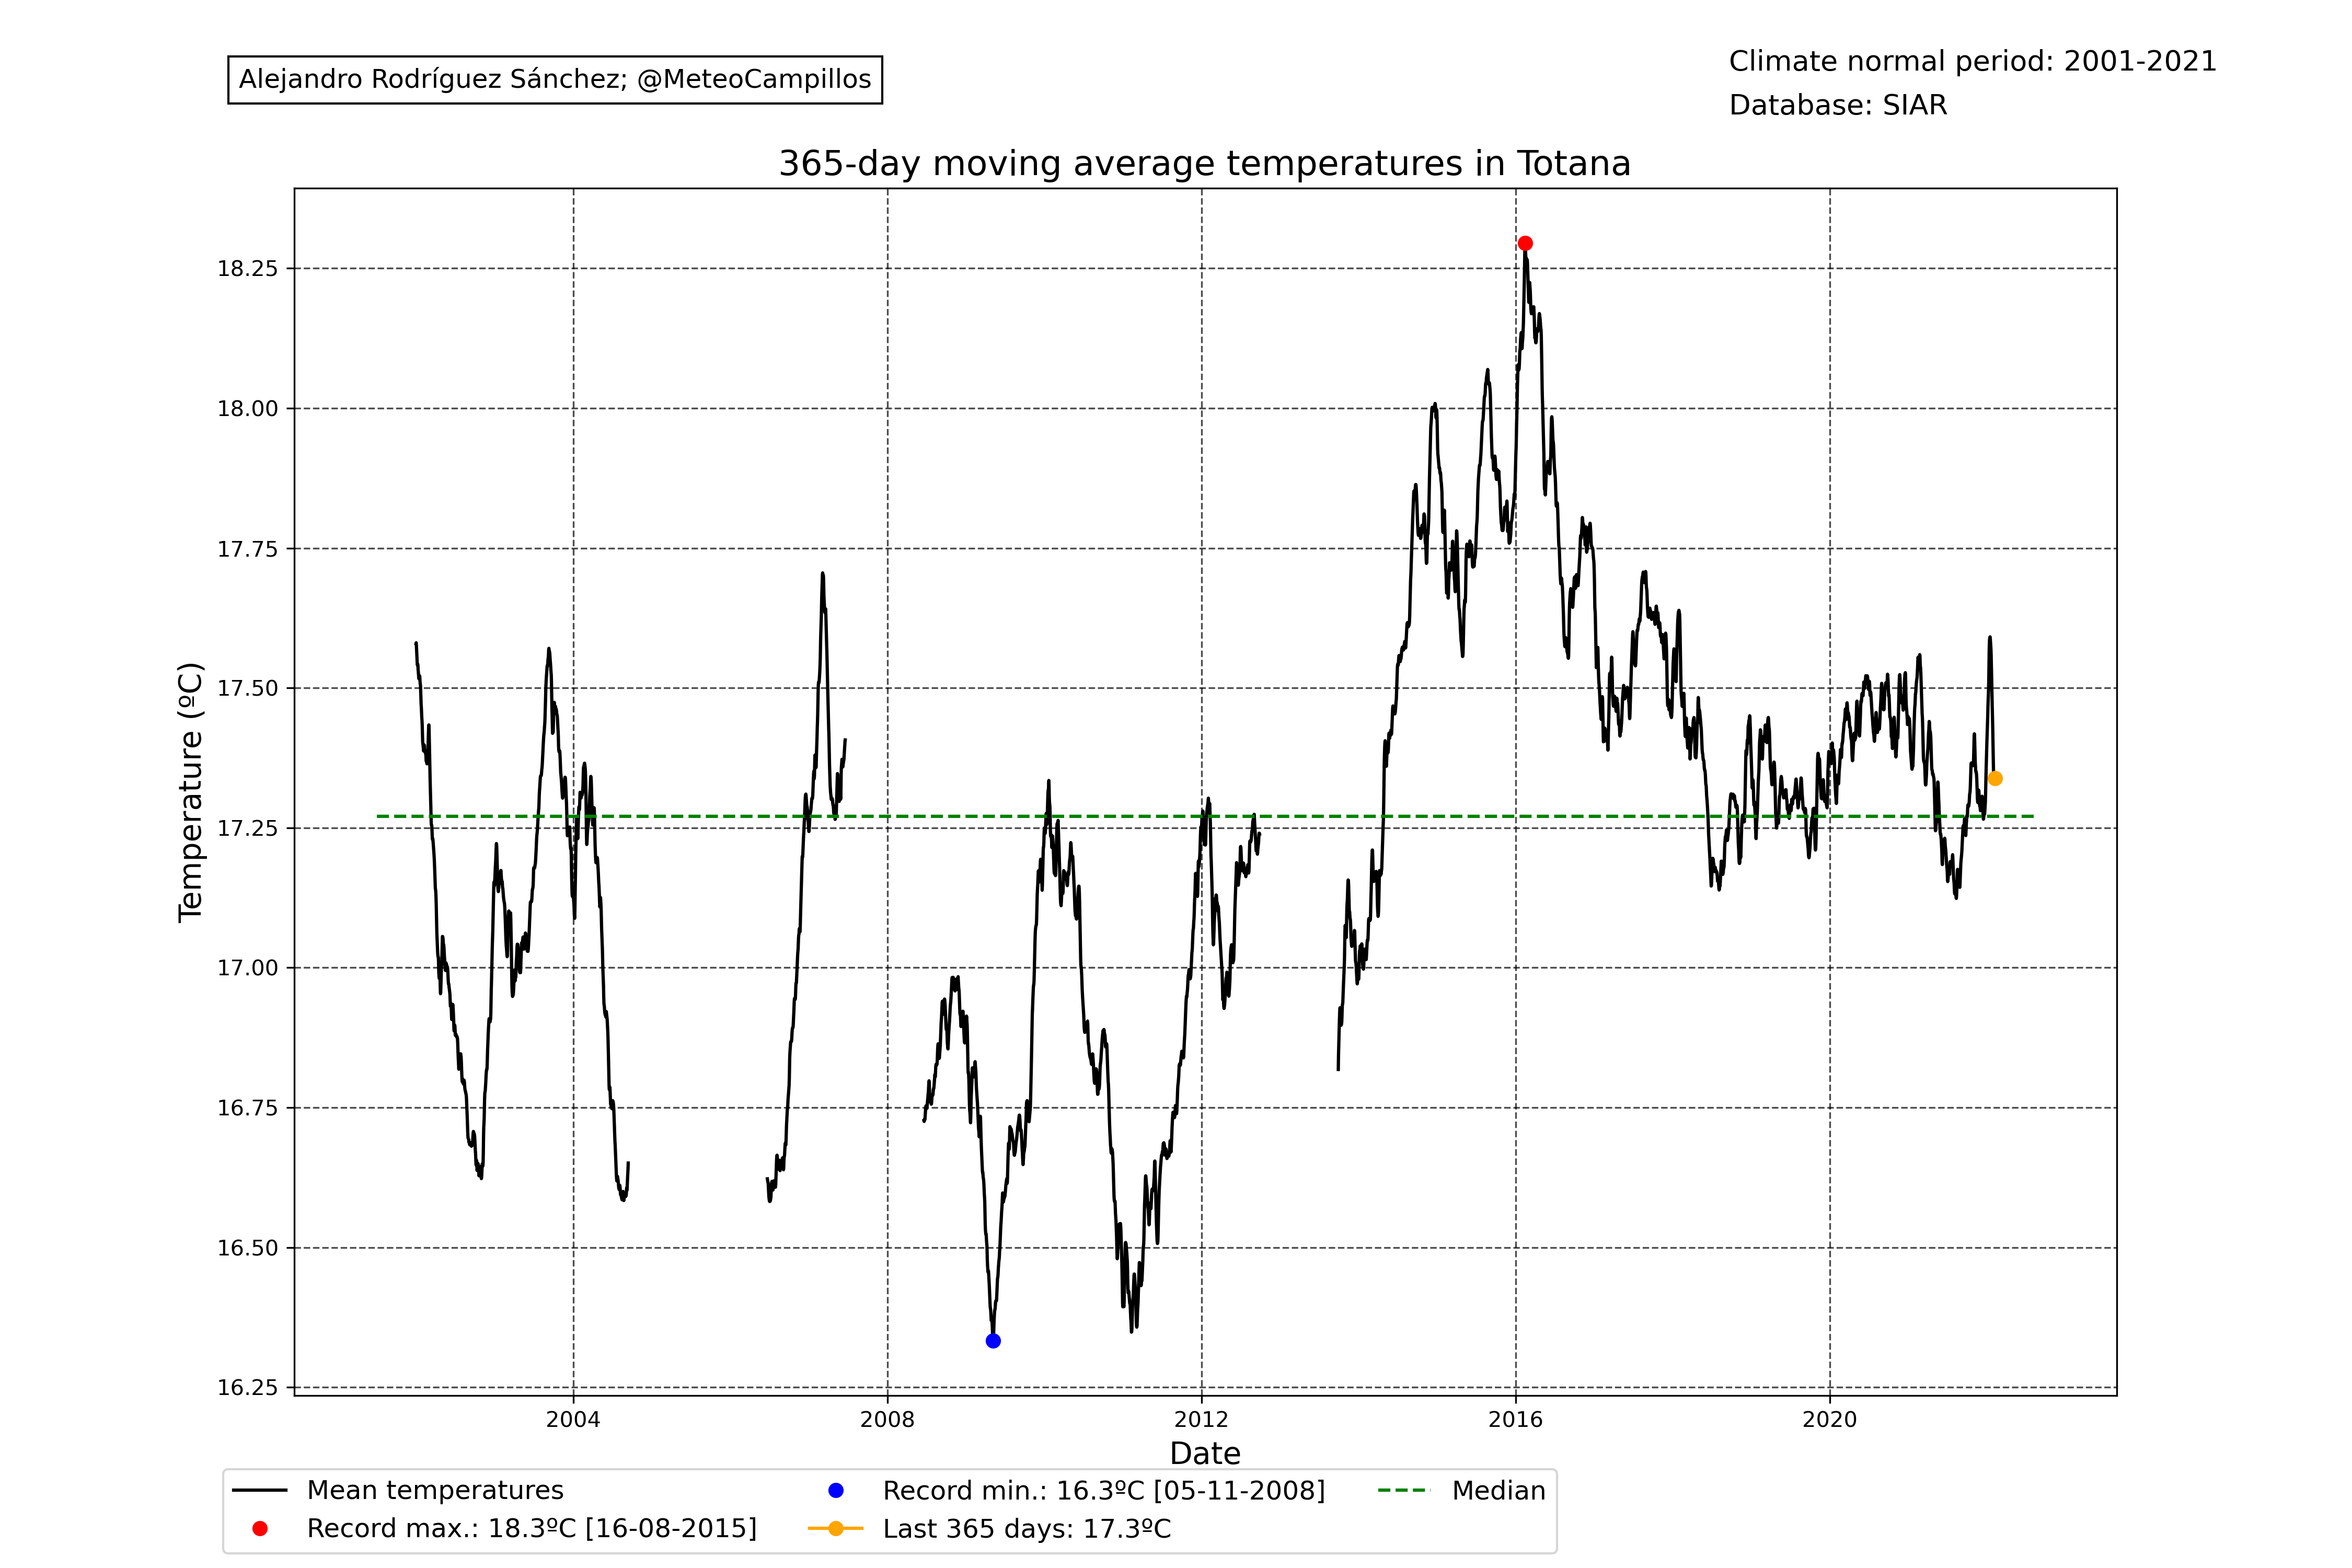 Alejandro Rodríguez Sánchez; @MeteoCampillos
Climate normal period: 2001-2021
Database: SIAR
365-day moving average temperatures in Totana
Temperature (ºC)
18.25
18.00
17.75
17.50
17.25
17.00
16.75
16.50
16.25
2004 2008 2012 2016 2020
Date
Mean temperatures
Record max.: 18.3ºC [16-08-2015]
Record min.: 16.3ºC [05-11-2008]
Last 365 days: 17.3ºC
Median